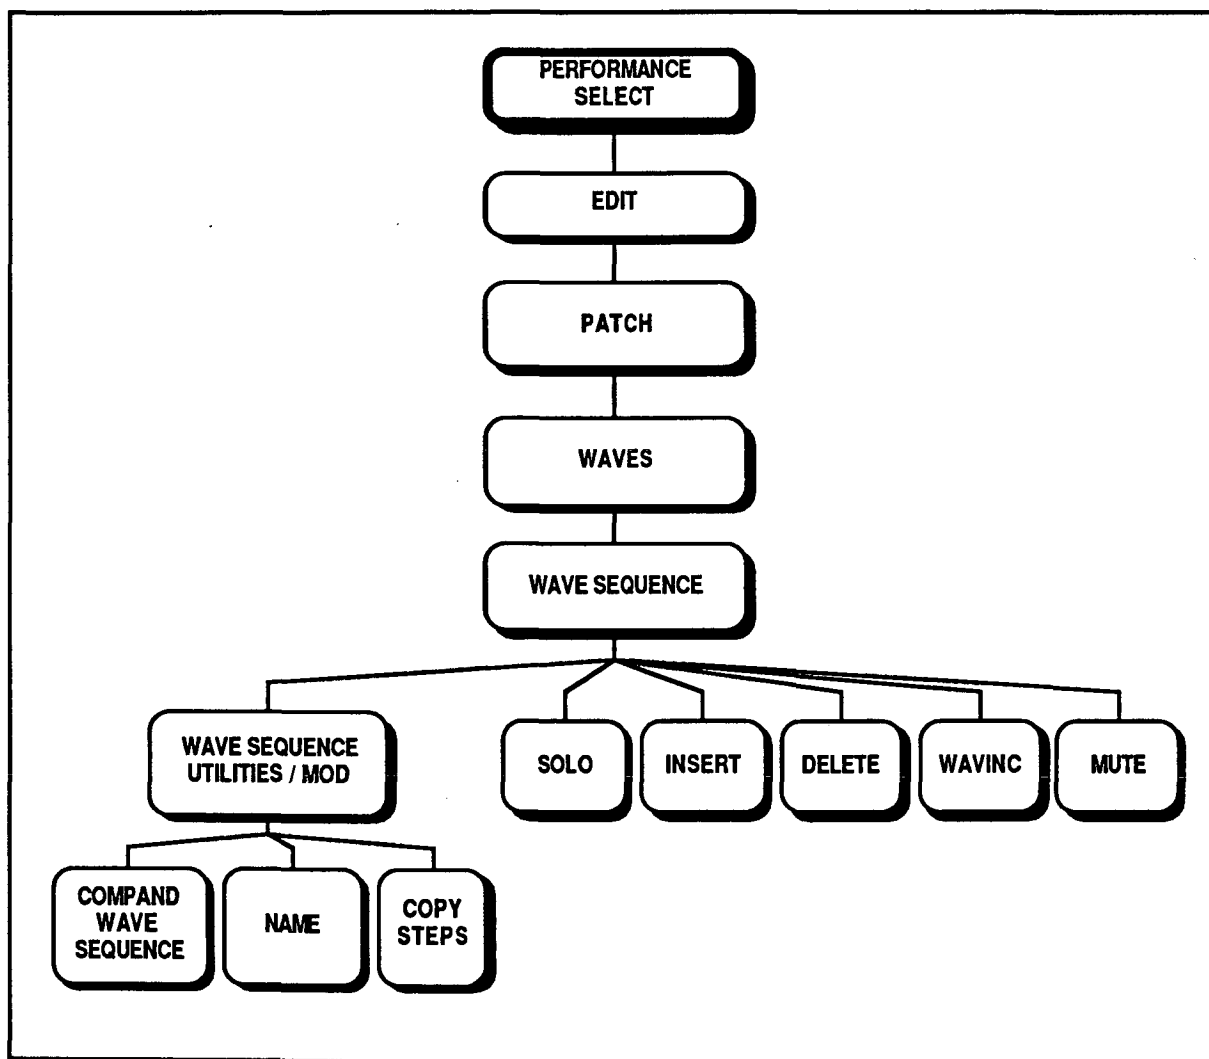 PERFORMANCE
SELECT
EDIT
PATCH
WAVES
WAVE SEQUENCE
WAVE SEQUENCE
UTILITIES / MOD
SOLO
INSERT
DELETE
WAVINC
MUTE
COMPAND
WAVE
SEQUENCE
NAME
COPY
STEPS